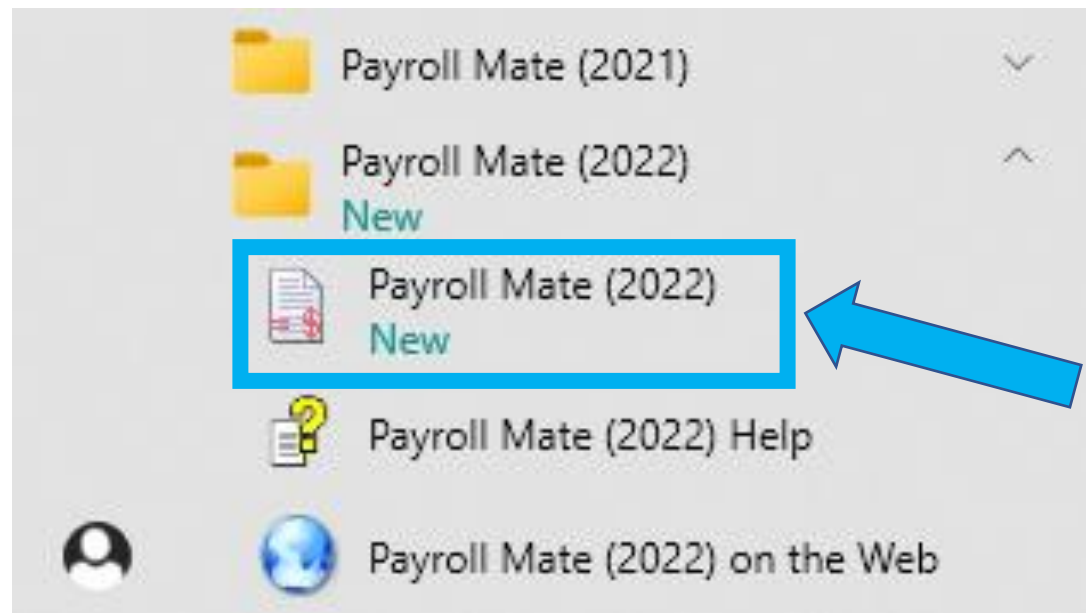 Payroll Mate (2021)
Payroll Mate (2022)
New
Payroll Mate (2022)
New
Payroll Mate (2022) Help
Payroll Mate (2022) on the Web